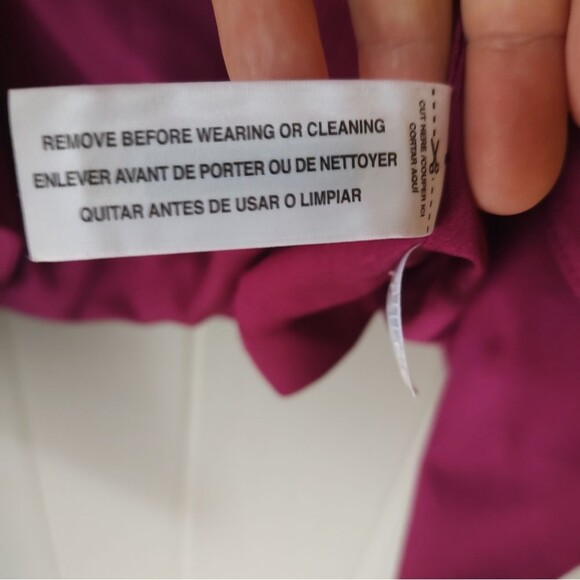 REMOVE BEFORE WEARING OR CLEANING
ENLEVER AVANT DE PORTER OU DE NETTOYER
QUITAR ANTES DE USAR O LIMPIAR
CUT HERE /COUPER ICI
CORTAR AQUÍ